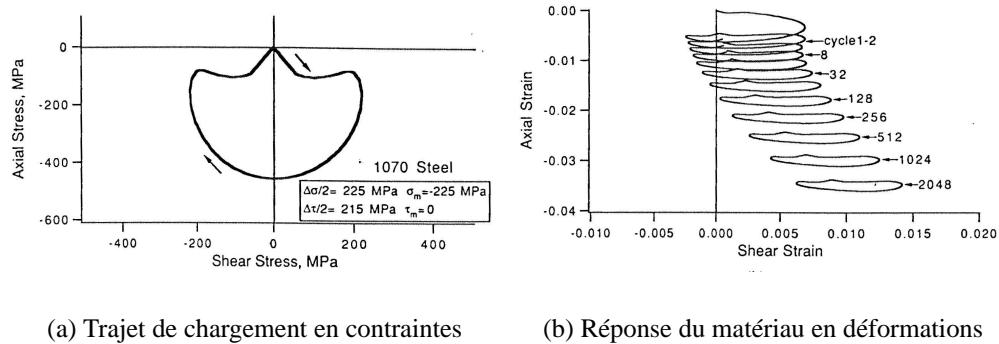 0
-200
-400
-600
Axial Stress, MPa
1070 Steel
Δσ/2= 225 MPa σm=-225 MPa
Δτ/2= 215 MPa τm=0
-400
-200
0
200
400
Shear Stress, MPa
0.00
-0.01
-0.02
-0.03
-0.04
Axial Strain
cycle1-2
8
32
128
256
512
1024
2048
-0.010
-0.005
0.000
0.005
0.010
0.015
0.020
Shear Strain
(a) Trajet de chargement en contraintes
(b) Réponse du matériau en déformations